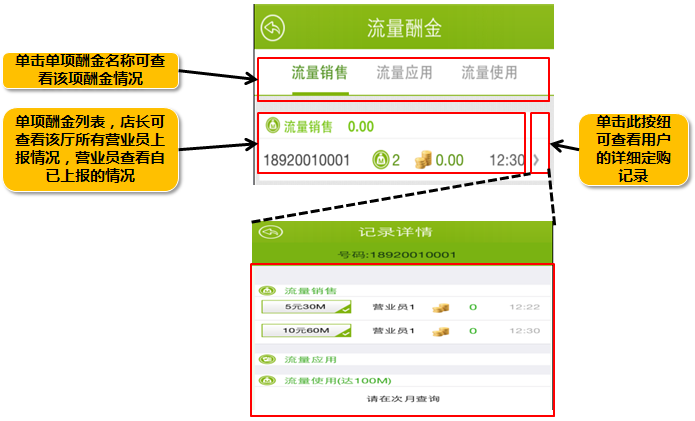 流量酬金
单击单项酬金名称可查
看该项酬金情况
流量销售 流量应用 流量使用
单项酬金列表，店长可
查看该厅所有营业员上
报情况，营业员查看自
已上报的情况
流量销售 0.00
18920010001 2 0.00 12:30
单击此按纽
可查看用户
的详细定购
记录
记录详情
号码:18920010001
流量销售
5元30M 营业员1 0 12:22
10元60M 营业员1 0 12:30
流量应用
流量使用(达100M)
请在次月查询